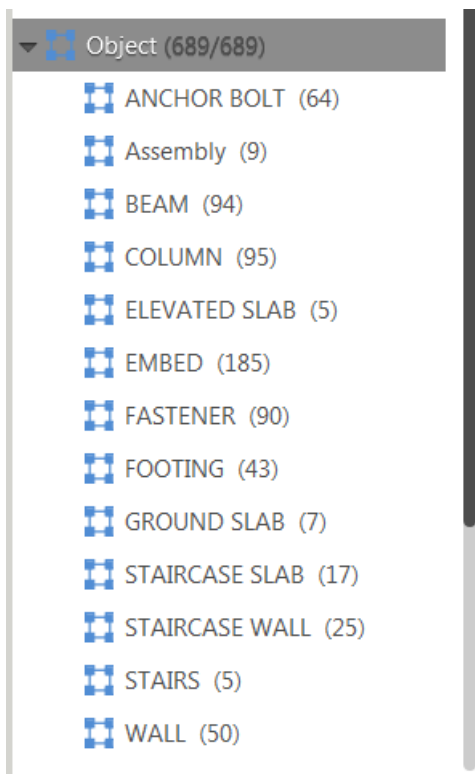 Object (689/689)
ANCHOR BOLT (64)
Assembly (9)
BEAM (94)
COLUMN (95)
ELEVATED SLAB (5)
EMBED (185)
FASTENER (90)
FOOTING (43)
GROUND SLAB (7)
STAIRCASE SLAB (17)
STAIRCASE WALL (25)
STAIRS (5)
WALL (50)